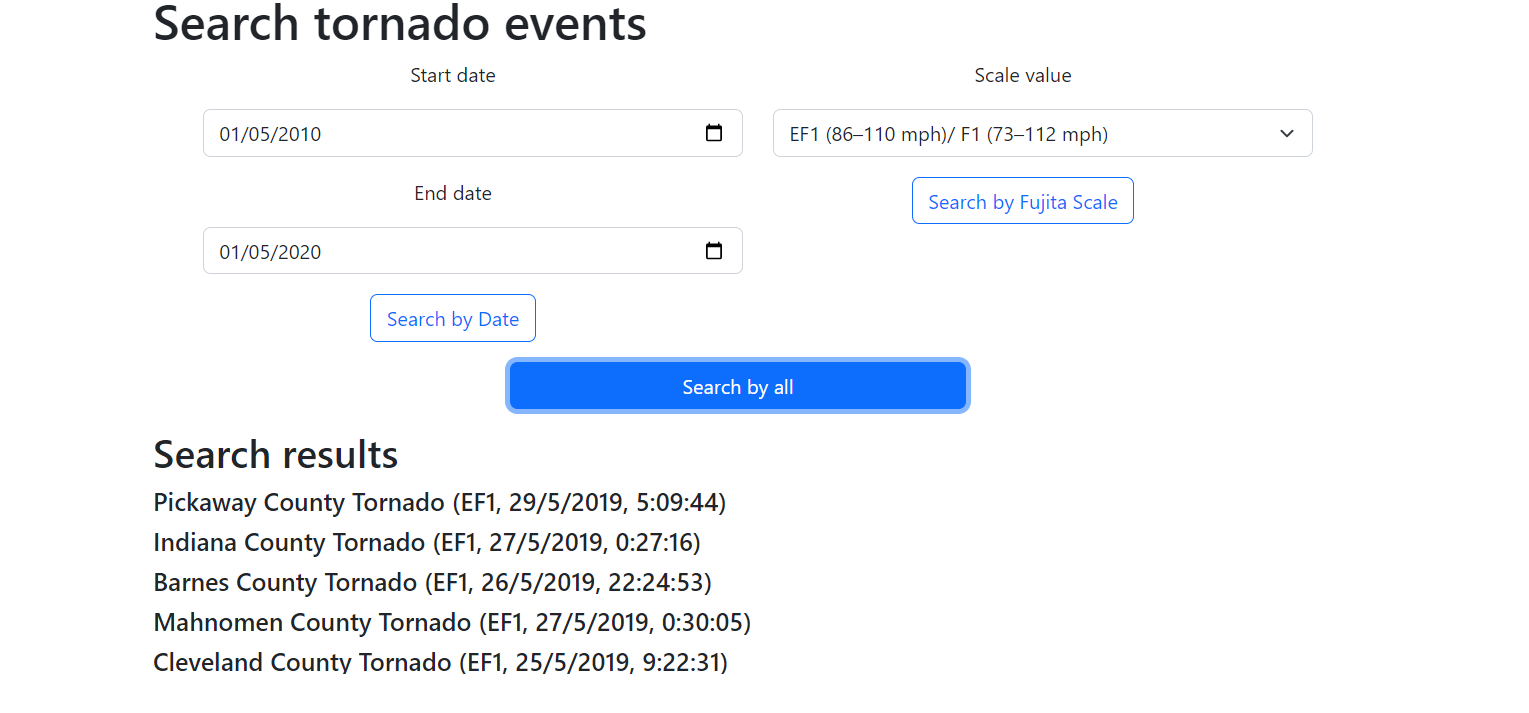 Search tornado events
Start date
01/05/2010
End date
01/05/2020
Search by Date
Scale value
EF1 (86–110 mph)/ F1 (73–112 mph)
Search by Fujita Scale
Search by all
Search results
Pickaway County Tornado (EF1, 29/5/2019, 5:09:44)
Indiana County Tornado (EF1, 27/5/2019, 0:27:16)
Barnes County Tornado (EF1, 26/5/2019, 22:24:53)
Mahnomen County Tornado (EF1, 27/5/2019, 0:30:05)
Cleveland County Tornado (EF1, 25/5/2019, 9:22:31)